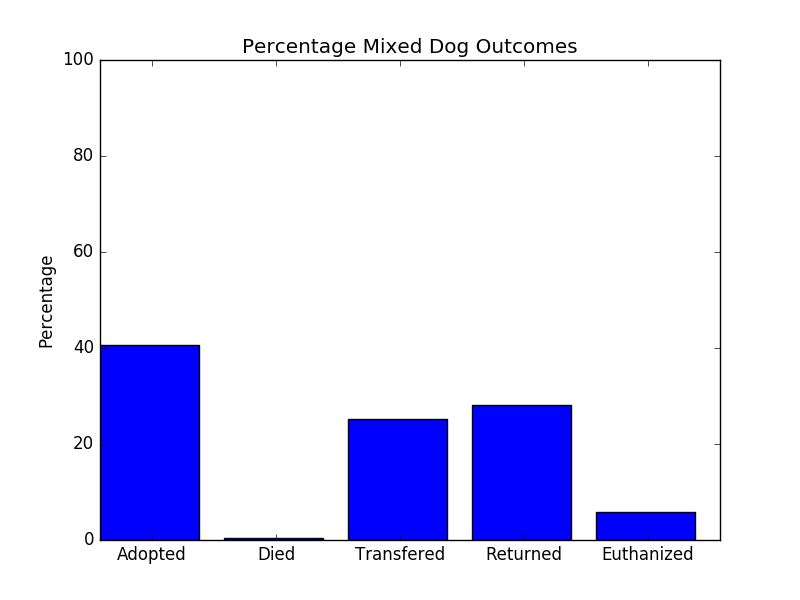 Percentage Mixed Dog Outcomes
100
80
60
40
20
0
Percentage
Adopted Died Transfered Returned Euthanized